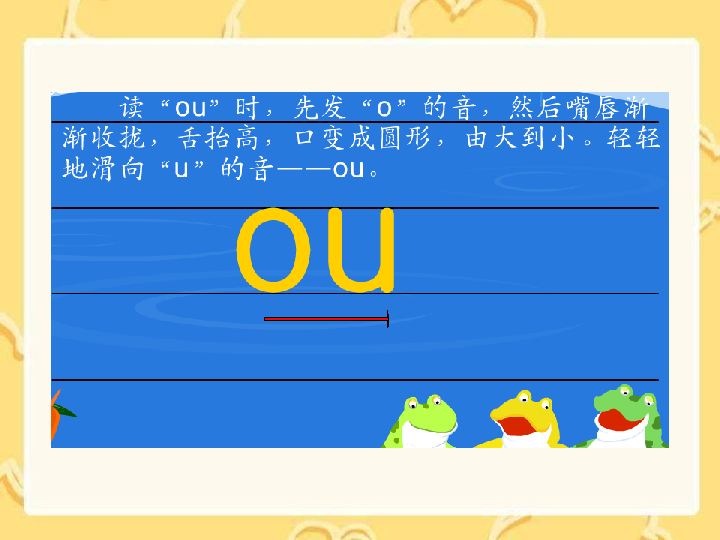 读“ou”时，先发“o”的音，然后嘴唇渐
渐收拢，舌抬高，口变成圆形，由大到小。轻轻
地滑向“u”的音——ou。
ou